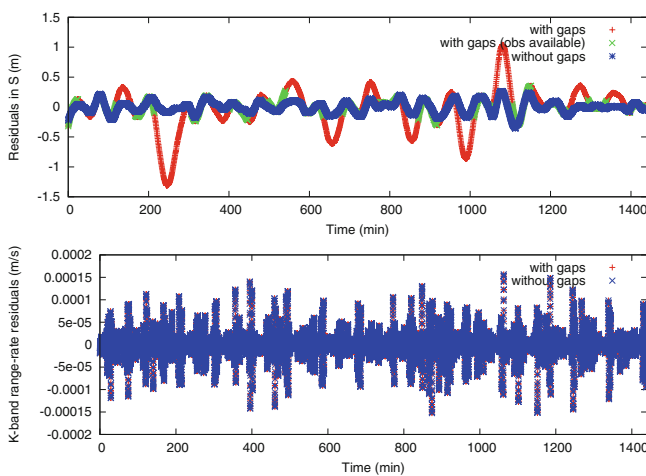 1.5
1
0.5
0
-0.5
-1
1.5
Residuals in S (m)
with gaps
with gaps (obs available)
without gaps
0
200
400
600
800
1000
1200
1400
Time (min)
0.0002
0.00015
0.0001
5e-05
0
-5e-05
-0.0001
-0.00015
-0.0002
K-band range-rate residuals (m/s)
with gaps
without gaps
0
200
400
600
800
1000
1200
1400
Time (min)